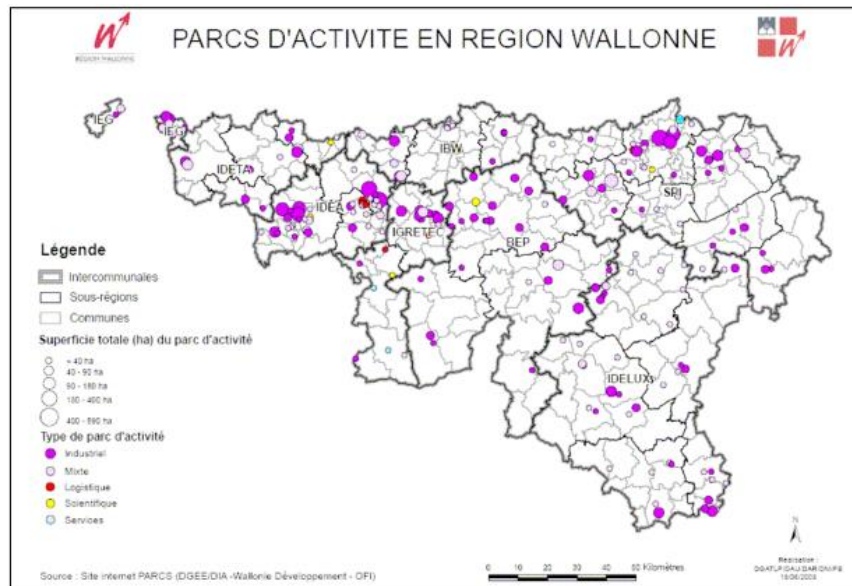 PARCS D'ACTIVITE EN REGION WALLONNE
RÉGION WALLONNE
IEG
IEG
IDETA
IBW
IDEA
IGRETEC
BEP
SPI
IDELUX
Légende
Intercommunales
Sous-régions
Communes
Superficie totale (ha) du parc d'activité
< 40 ha
40 - 90 ha
90 - 180 ha
180 - 400 ha
400 - 590 ha
Type de parc d'activité
Industriel
Mixte
Logistique
Scientifique
Services
0 10 20 30 40 50 Kilomètres
N
Réalisation :
Source : Site internet PARCS (DGEE/DIA -Wallonie Développement - OFI)